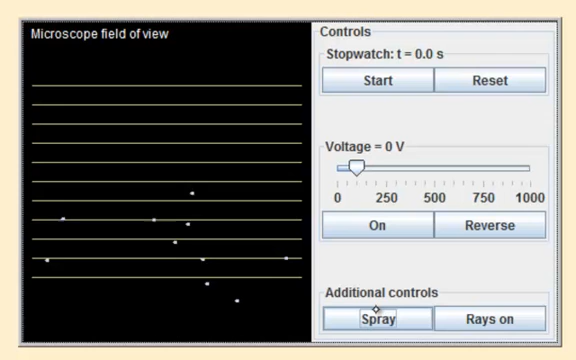 Microscope field of view
Controls
Stopwatch: t = 0.0 s
Start Reset
Voltage = 0 V
0 250 500 750 1000
On Reverse
Additional controls
Spray Rays on